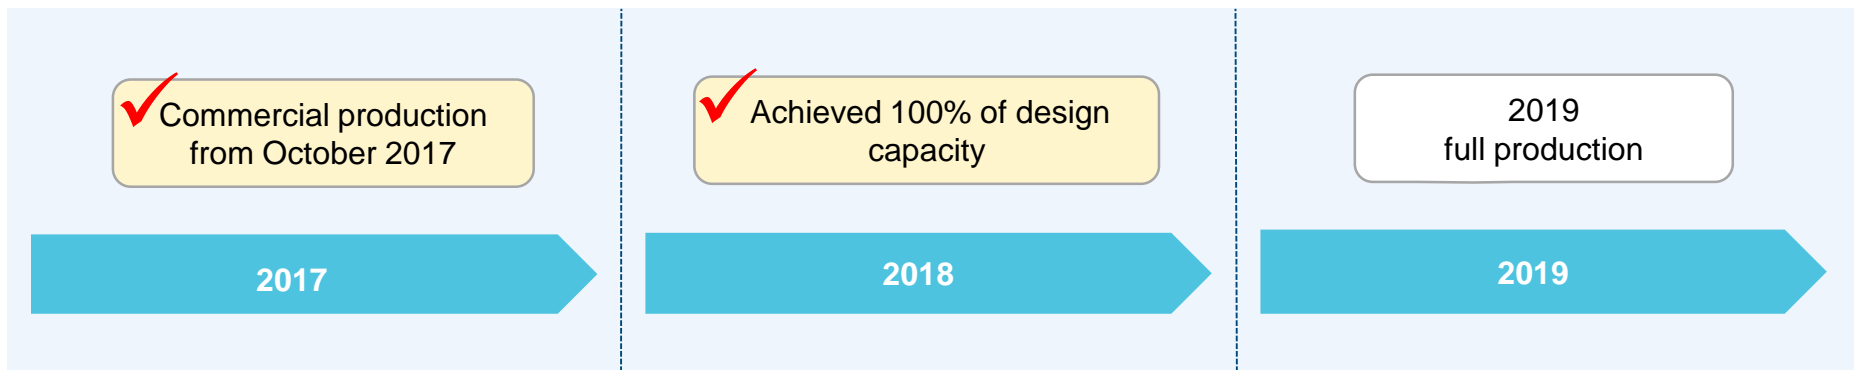 Commercial production
from October 2017
Achieved 100% of design
capacity
2019
full production
2017
2018
2019